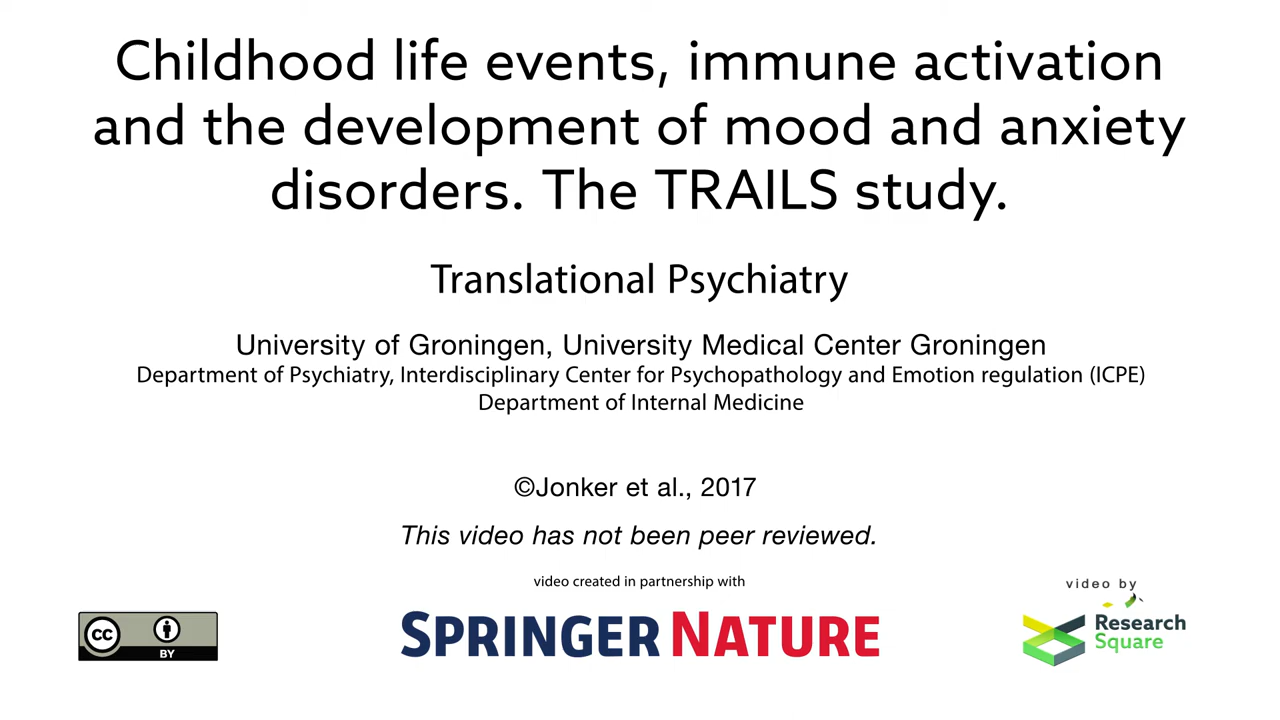 Childhood life events, immune activation
and the development of mood and anxiety
disorders. The TRAILS study.
Translational Psychiatry
University of Groningen, University Medical Center Groningen
Department of Psychiatry, Interdisciplinary Center for Psychopathology and Emotion regulation (ICPE)
Department of Internal Medicine
©Jonker et al., 2017
This video has not been peer reviewed.
video created in partnership with
SPRINGER NATURE
cc
BY
video by
Research
Square